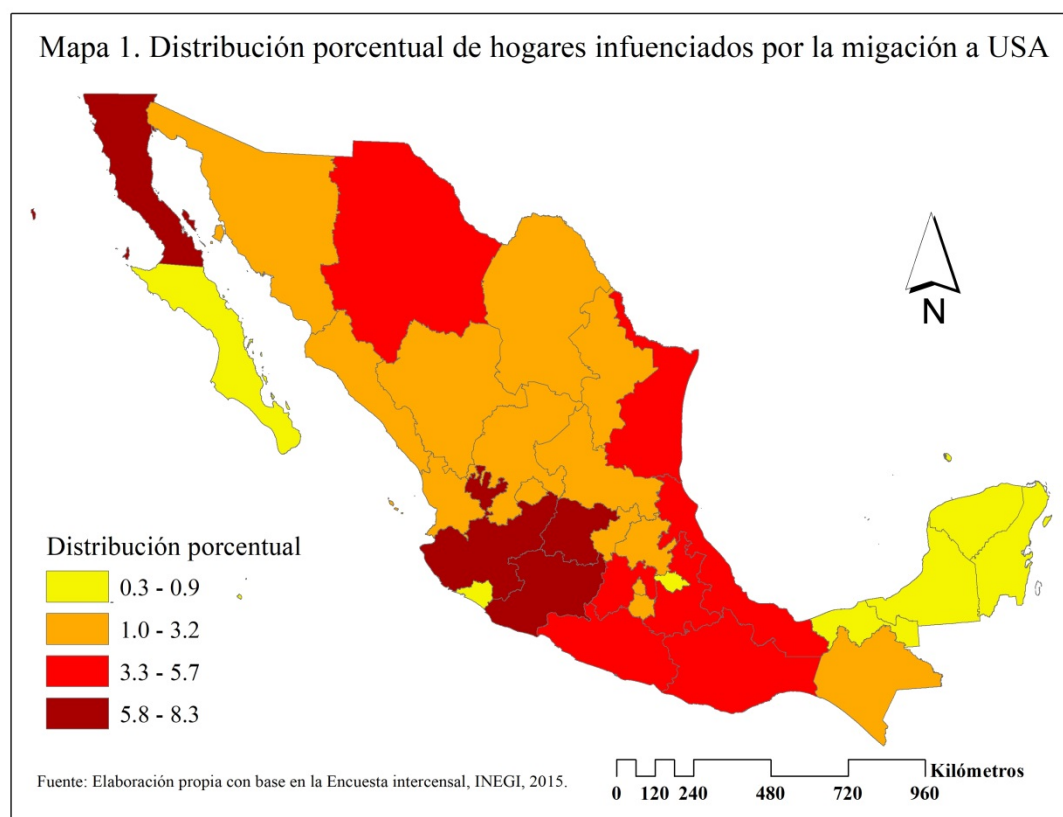 Mapa 1. Distribución porcentual de hogares infuenciados por la migación a USA
N
Distribución porcentual
0.3 - 0.9
1.0 - 3.2
3.3 - 5.7
5.8 - 8.3
Fuente: Elaboración propia con base en la Encuesta intercensal, INEGI, 2015.
Kilómetros
0 120 240 480 720 960